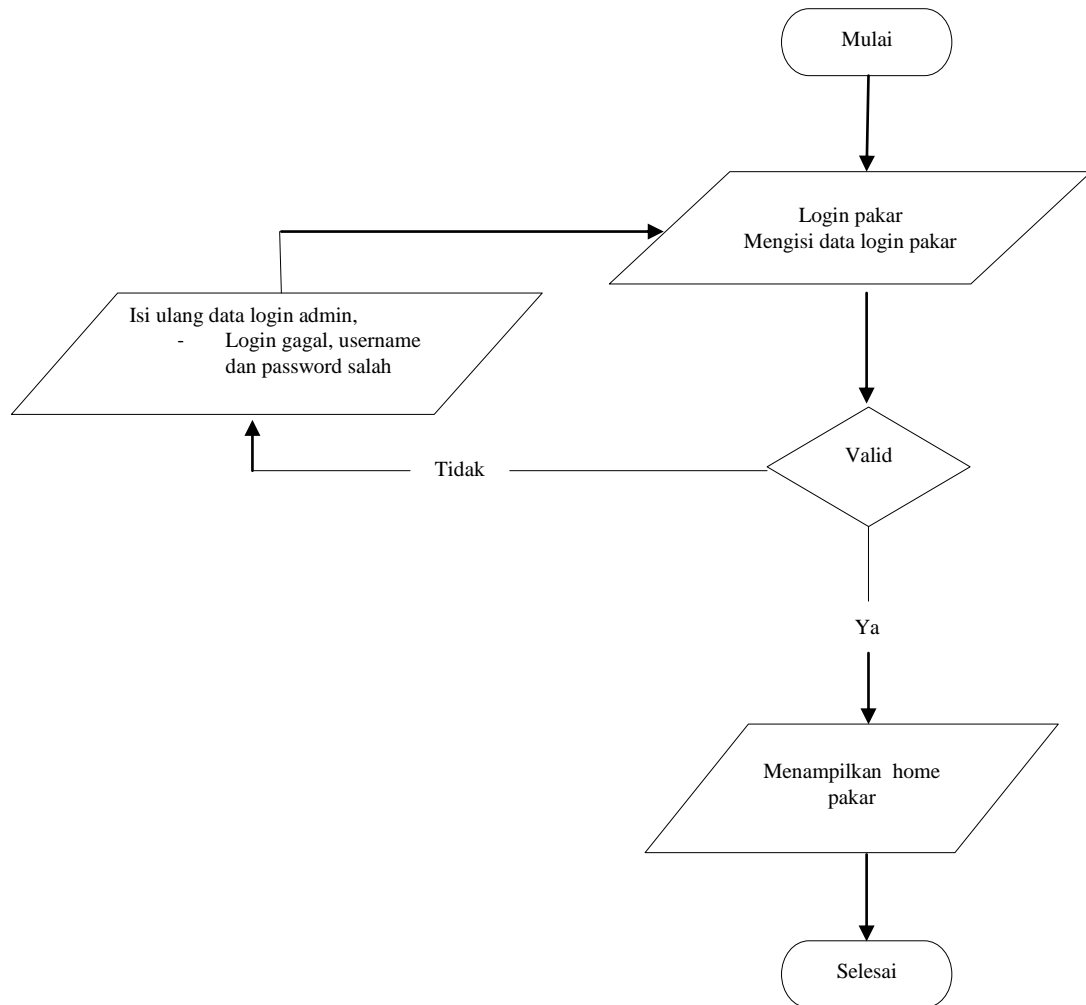 Mulai
Login pakar
Mengisi data login pakar
Isi ulang data login admin,
- Login gagal, username
dan password salah
Valid
Tidak
Ya
Menampilkan home
pakar
Selesai